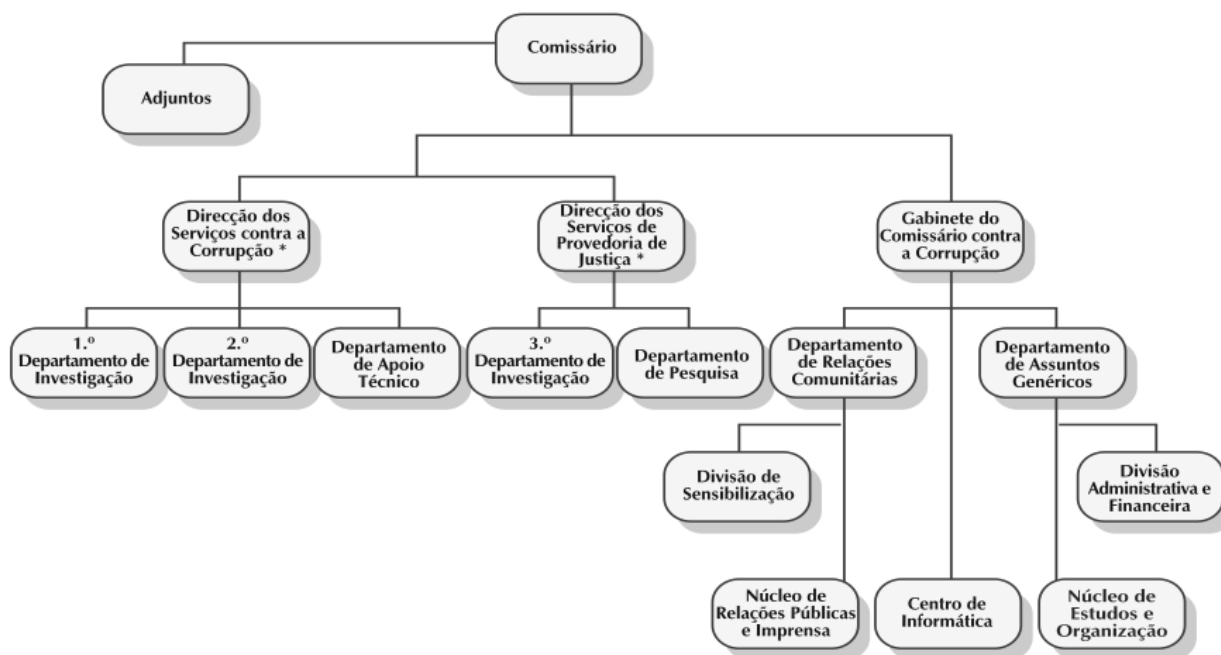 Comissário
Adjuntos
Direcção dos
Serviços contra a
Corrupção *
Direcção dos
Serviços de
Provedoria de
Justiça *
Gabinete do
Comissário contra
a Corrupção
1.º
Departamento de
Investigação
2.º
Departamento de
Investigação
Departamento
de Apoio
Técnico
3.º
Departamento de
Investigação
Departamento
de Pesquisa
Departamento
de Relações
Comunitárias
Departamento
de Assuntos
Genéricos
Divisão de
Sensibilização
Divisão
Administrativa e
Financeira
Núcleo de
Relações Públicas
e Imprensa
Centro de
Informática
Núcleo de
Estudos e
Organização